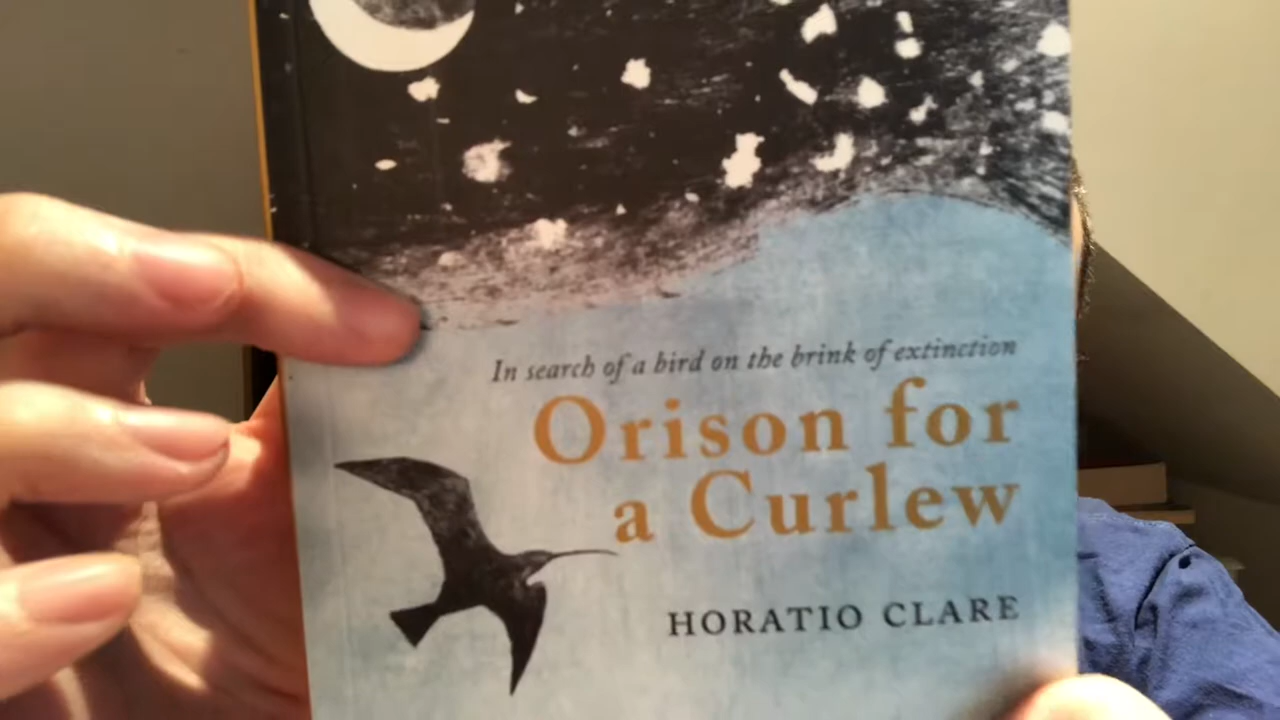 In search of a bird on the brink of extinction
Orison for
a Curlew
HORATIO CLARE